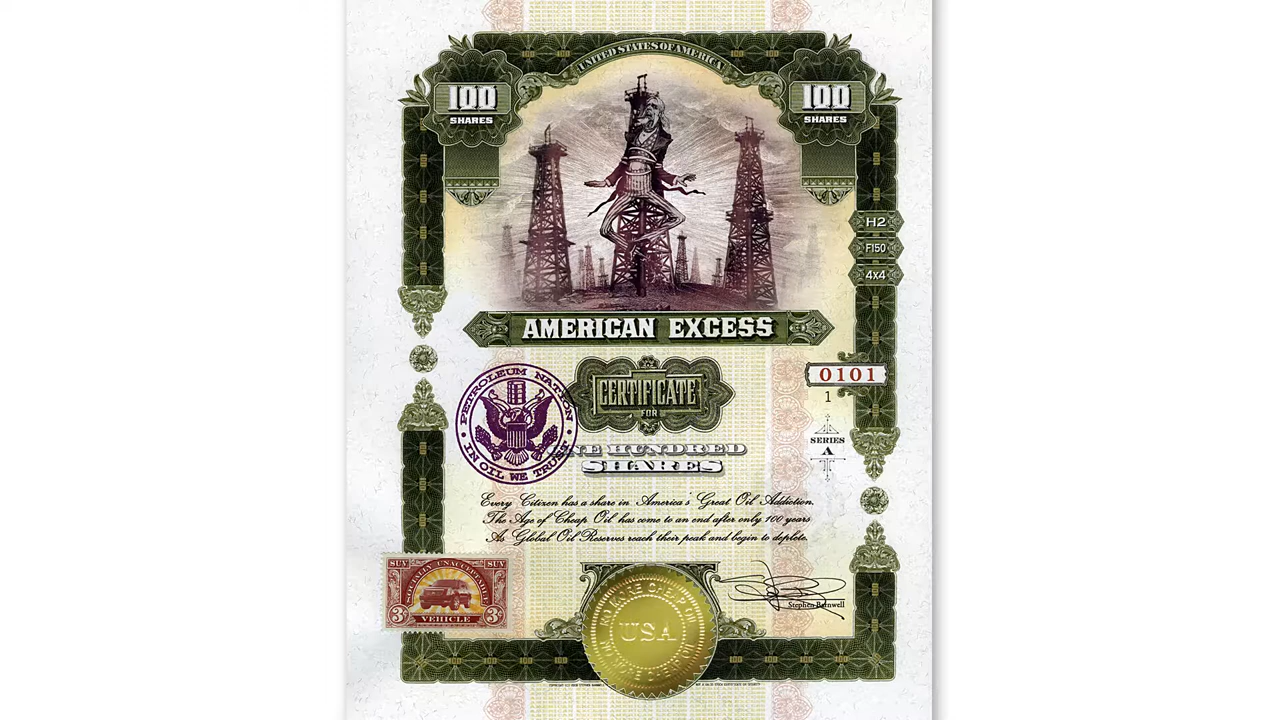 UNITED STATES OF AMERICA
100
SHARES
100
SHARES
H2
F150
4x4
AMERICAN EXCESS
CERTIFICATE
FOR
0101
1
SERIES
A
PETROLEUM NATION
IN OIL WE TRUST
ONE HUNDRED
SHARES
Every Citizen has a share in America's Great Oil Addiction.
The Age of Cheap Oil has come to an end after only 100 years
As Global Oil Reserves reach their peak and begin to deplete.
SUV SOCIALLY UNACCEPTABLE SUV
3¢ VEHICLE 3¢
USA
Stephen Barnwell